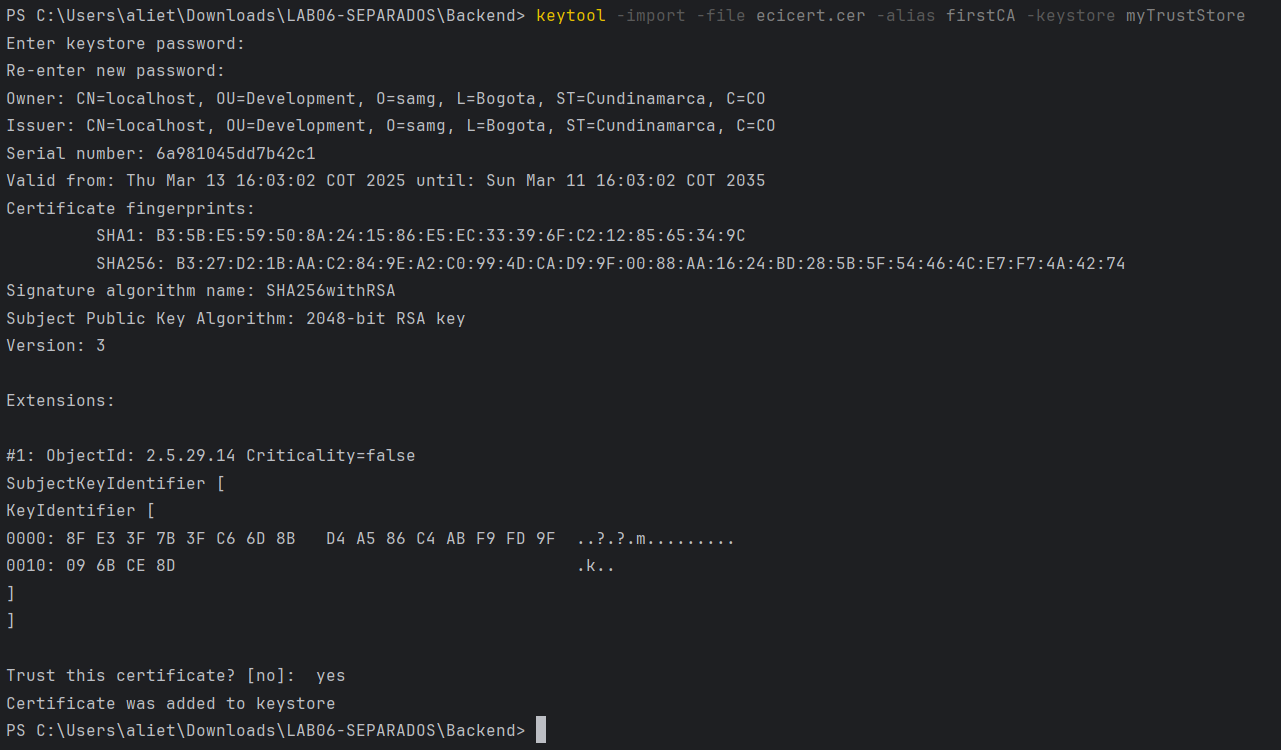 PS C:\Users\aliet\Downloads\LAB06-SEPARADOS\Backend> keytool -import -file ecicert.cer -alias firstCA -keystore myTrustStore
Enter keystore password:
Re-enter new password:
Owner: CN=localhost, OU=Development, O=samg, L=Bogota, ST=Cundinamarca, C=CO
Issuer: CN=localhost, OU=Development, O=samg, L=Bogota, ST=Cundinamarca, C=CO
Serial number: 6a981045dd7b42c1
Valid from: Thu Mar 13 16:03:02 COT 2025 until: Sun Mar 11 16:03:02 COT 2035
Certificate fingerprints:
SHA1: B3:5B:E5:59:50:8A:24:15:86:E5:EC:33:39:6F:C2:12:85:65:34:9C
SHA256: B3:27:D2:1B:AA:C2:84:9E:A2:C0:99:4D:CA:D9:9F:00:88:AA:16:24:BD:28:5B:5F:54:46:4C:E7:F7:4A:42:74
Signature algorithm name: SHA256withRSA
Subject Public Key Algorithm: 2048-bit RSA key
Version: 3
Extensions:
#1: ObjectId: 2.5.29.14 Criticality=false
SubjectKeyIdentifier [
KeyIdentifier [
0000: 8F E3 3F 7B 3F C6 6D 8B   D4 A5 86 C4 AB F9 FD 9F  ..?.?.m.........
0010: 09 6B CE 8D                                        .k..
]
]
Trust this certificate? [no]:  yes
Certificate was added to keystore
PS C:\Users\aliet\Downloads\LAB06-SEPARADOS\Backend>